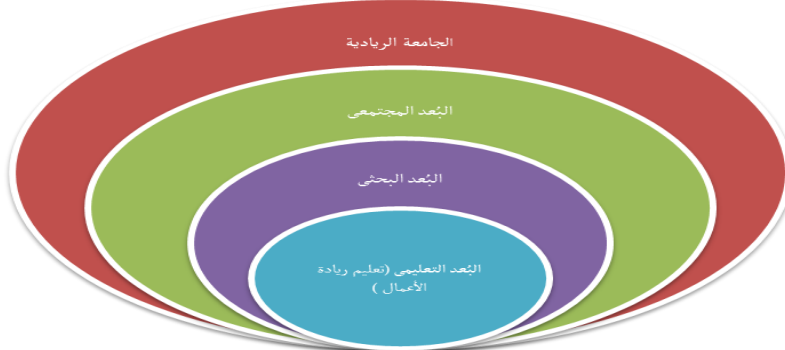 الجامعة الريادية
البُعد المجتمعى
البُعد البحثى
البُعد التعليمى (تعليم ريادة
الأعمال )